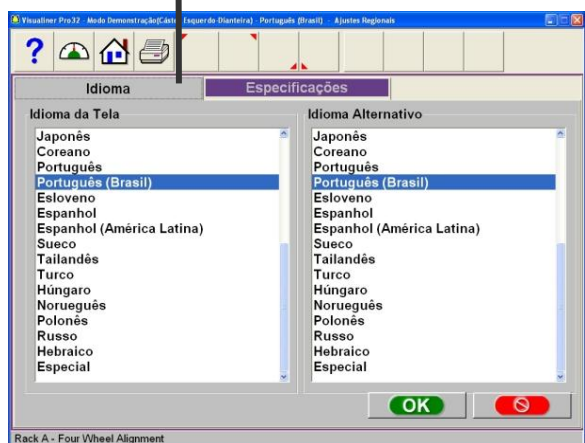 Visualiner Pro32 - Modo Demonstração(Cáster Esquerdo Dianteira) - Português (Brasil) - Ajustes Regionais
?
Idioma
Especificações
Idioma da Tela
Japonês
Coreano
Português
Português (Brasil)
Esloveno
Espanhol
Espanhol (América Latina)
Sueco
Tailandês
Turco
Húngaro
Norueguês
Polonês
Russo
Hebraico
Especial
Idioma Alternativo
Japonês
Coreano
Português
Português (Brasil)
Esloveno
Espanhol
Espanhol (América Latina)
Sueco
Tailandês
Turco
Húngaro
Norueguês
Polonês
Russo
Hebraico
Especial
OK
Rack A - Four Wheel Alignment